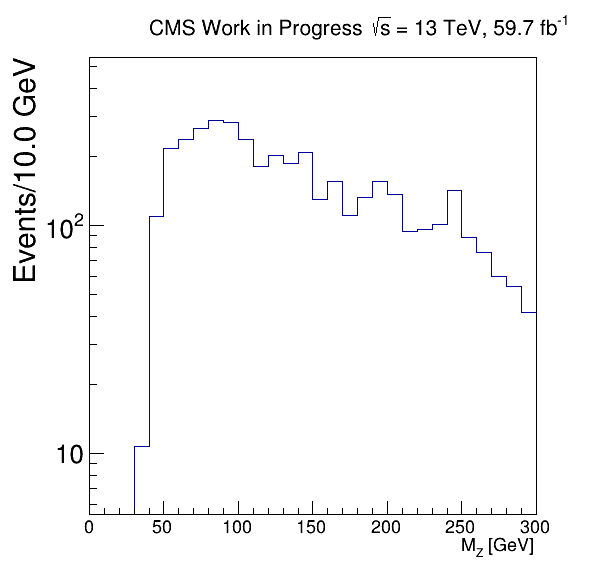 CMS Work in Progress √s = 13 TeV, 59.7 fb⁻¹
Events/10.0 GeV
10²
10
0 50 100 150 200 250 300
M_Z [GeV]